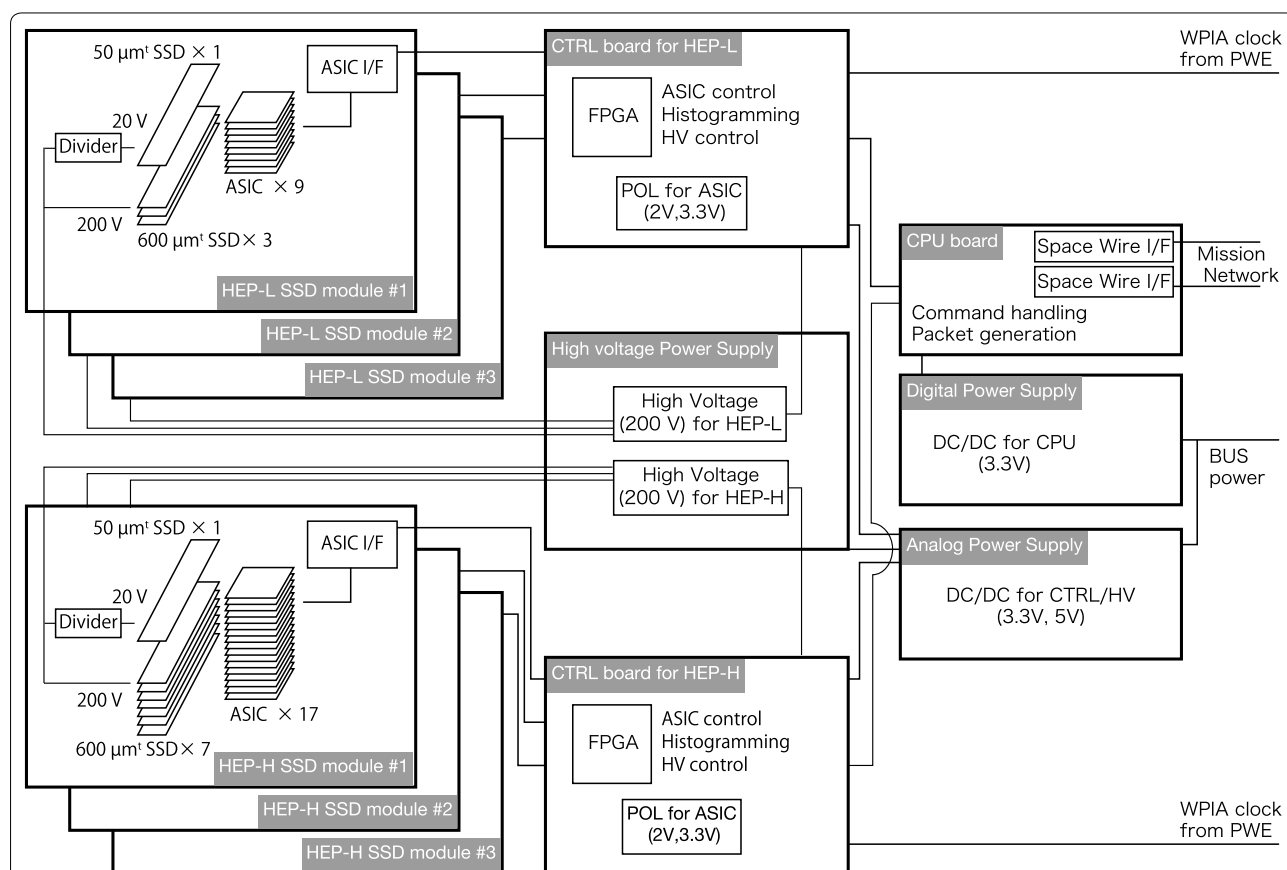 50 μmᵗ SSD × 1
20 V
Divider
200 V
600 μmᵗ SSD× 3
ASIC × 9
ASIC I/F
HEP-L SSD module #1
HEP-L SSD module #2
HEP-L SSD module #3
CTRL board for HEP-L
FPGA
ASIC control
Histogramming
HV control
POL for ASIC
(2V,3.3V)
WPIA clock
from PWE
CPU board
Space Wire I/F
Space Wire I/F
Mission
Network
Command handling
Packet generation
High voltage Power Supply
High Voltage
(200 V) for HEP-L
High Voltage
(200 V) for HEP-H
Digital Power Supply
DC/DC for CPU
(3.3V)
BUS
power
Analog Power Supply
DC/DC for CTRL/HV
(3.3V, 5V)
50 μmᵗ SSD × 1
20 V
Divider
200 V
600 μmᵗ SSD× 7
ASIC × 17
ASIC I/F
HEP-H SSD module #1
HEP-H SSD module #2
HEP-H SSD module #3
CTRL board for HEP-H
FPGA
ASIC control
Histogramming
HV control
POL for ASIC
(2V,3.3V)
WPIA clock
from PWE